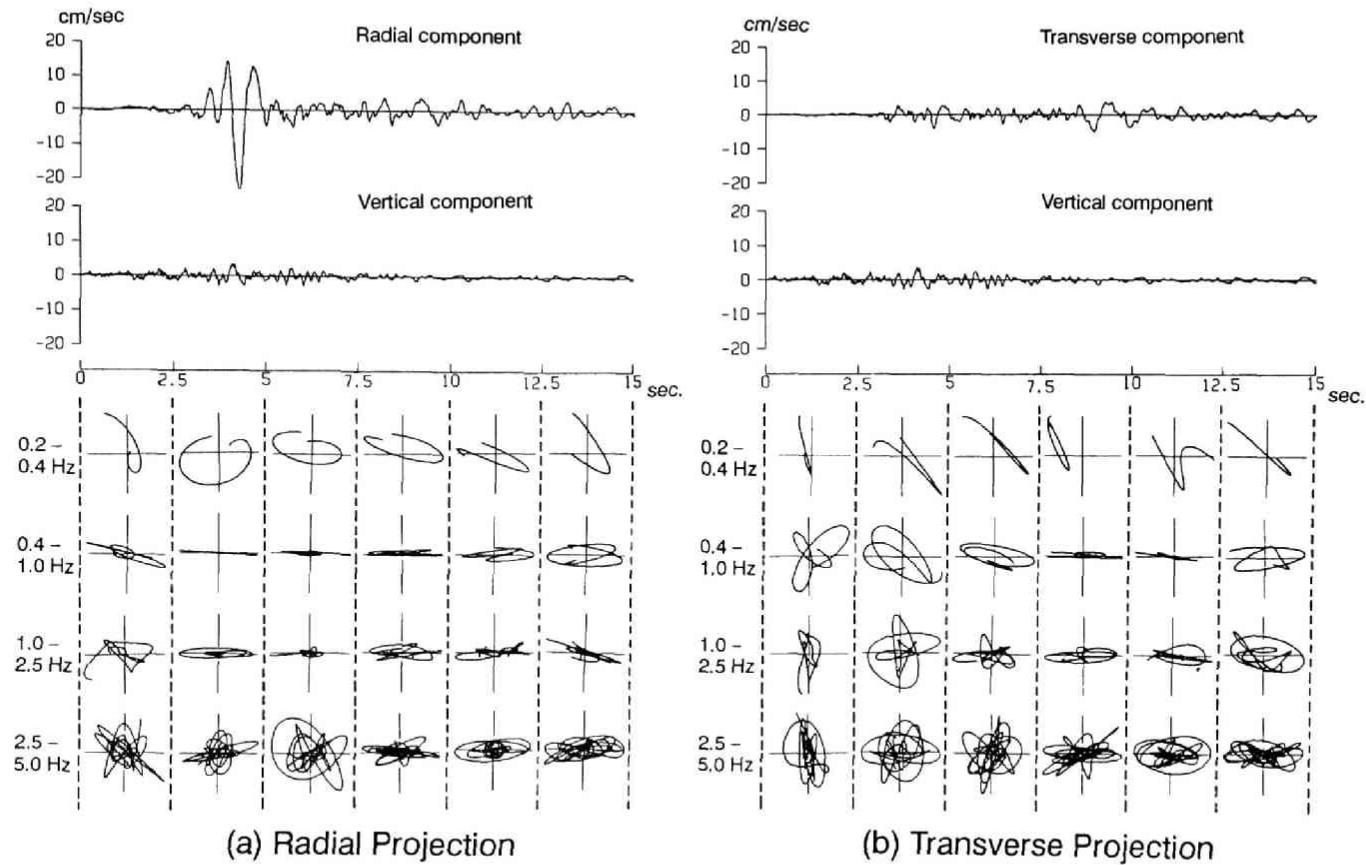 cm/sec
Radial component
20
10
0
-10
-20
Vertical component
20
10
0
-10
-20
0 2.5 5 7.5 10 12.5 15
sec.
0.2 –
0.4 Hz
0.4 –
1.0 Hz
1.0 –
2.5 Hz
2.5 –
5.0 Hz
(a) Radial Projection
cm/sec
Transverse component
20
10
0
-10
-20
Vertical component
20
10
0
-10
-20
0 2.5 5 7.5 10 12.5 15
sec.
0.2 –
0.4 Hz
0.4 –
1.0 Hz
1.0 –
2.5 Hz
2.5 –
5.0 Hz
(b) Transverse Projection